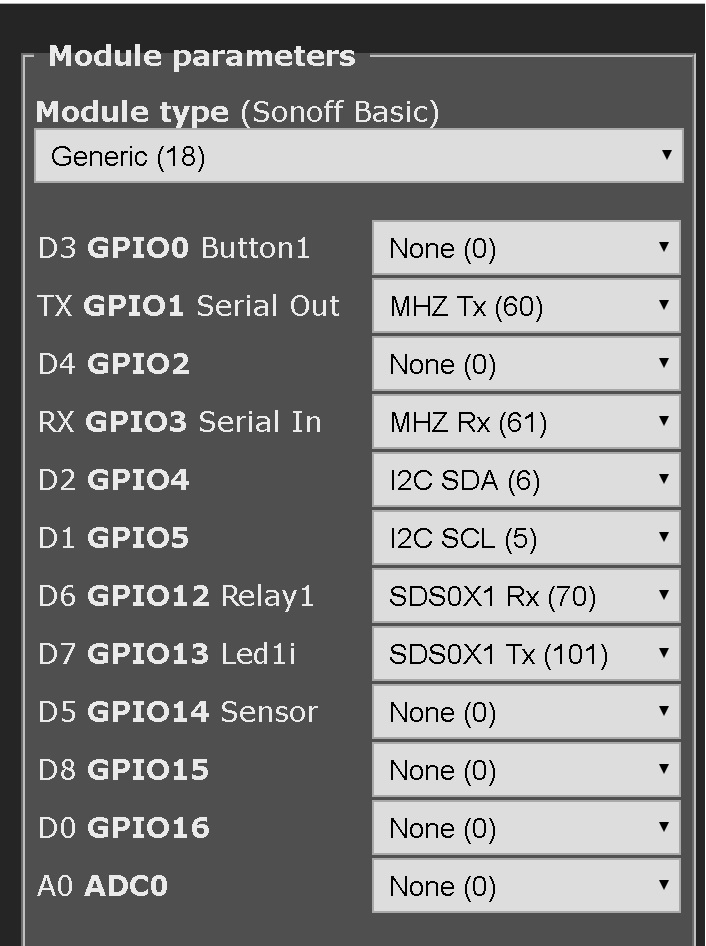 Module parameters
Module type (Sonoff Basic)
Generic (18)
D3 GPIO0 Button1 None (0)
TX GPIO1 Serial Out MHZ Tx (60)
D4 GPIO2 None (0)
RX GPIO3 Serial In MHZ Rx (61)
D2 GPIO4 I2C SDA (6)
D1 GPIO5 I2C SCL (5)
D6 GPIO12 Relay1 SDS0X1 Rx (70)
D7 GPIO13 Led1i SDS0X1 Tx (101)
D5 GPIO14 Sensor None (0)
D8 GPIO15 None (0)
D0 GPIO16 None (0)
A0 ADC0 None (0)